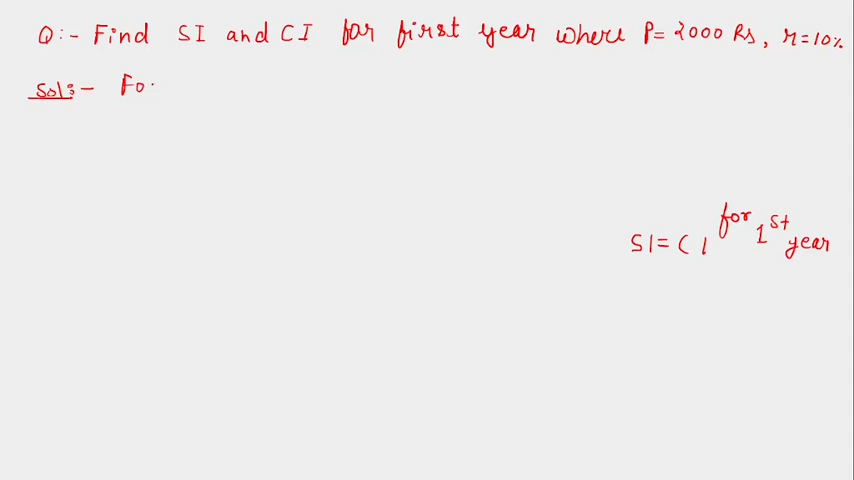 Q:- Find SI and CI for first year where P= 2000 Rs, r=10%
Sol:- Fo.
SI= CI for 1st year